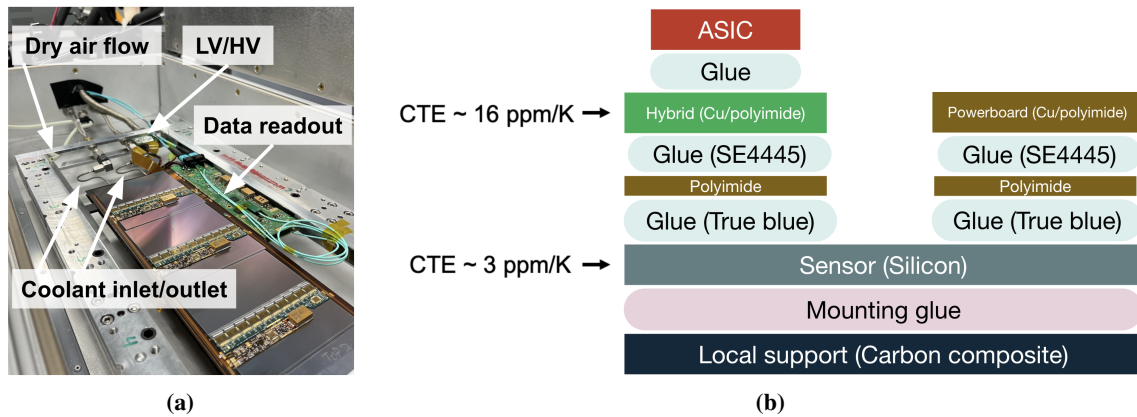 Dry air flow
LV/HV
Data readout
Coolant inlet/outlet
(a)
ASIC
Glue
CTE ~ 16 ppm/K
Hybrid (Cu/polyimide)
Powerboard (Cu/polyimide)
Glue (SE4445)
Glue (SE4445)
Polyimide
Polyimide
Glue (True blue)
Glue (True blue)
CTE ~ 3 ppm/K
Sensor (Silicon)
Mounting glue
Local support (Carbon composite)
(b)